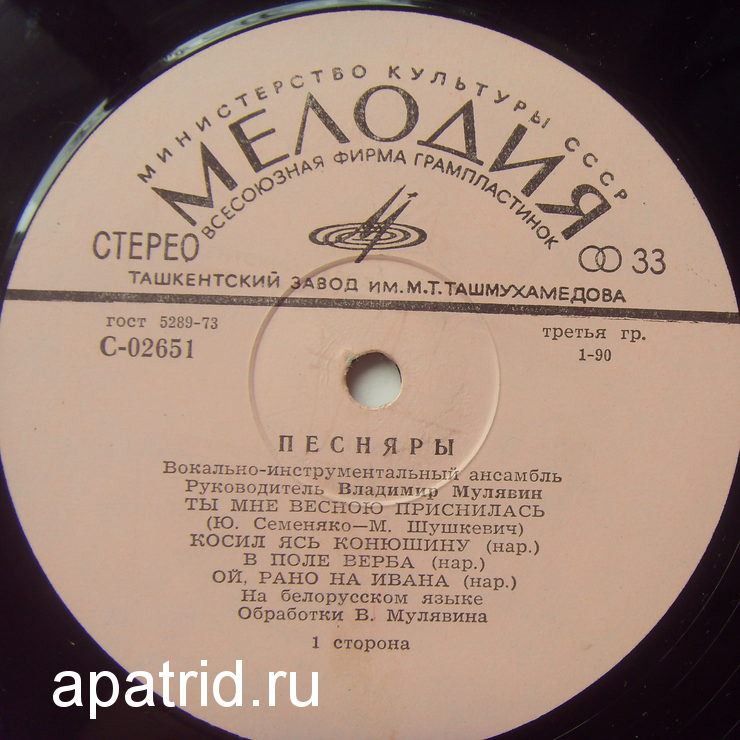 МИНИСТЕРСТВО КУЛЬТУРЫ СССР
МЕЛОДИЯ
ВСЕСОЮЗНАЯ ФИРМА ГРАМПЛАСТИНОК
СТЕРЕО
33
ТАШКЕНТСКИЙ ЗАВОД ИМ. М.Т. ТАШМУХАМЕДОВА
гост 5289-73
третья гр.
С-02651
1-90
ПЕСНЯРЫ
Вокально-инструментальный ансамбль
Руководитель Владимир Мулявин
ТЫ МНЕ ВЕСНОЮ ПРИСНИЛАСЬ
(Ю. Семеняко—М. Шушкевич)
КОСИЛ ЯСЬ КОНЮШИНУ (нар.)
В ПОЛЕ ВЕРБА (нар.)
ОЙ, РАНО НА ИВАНА (нар.)
На белорусском языке
Обработки В. Мулявина
1 сторона
apatrid.ru